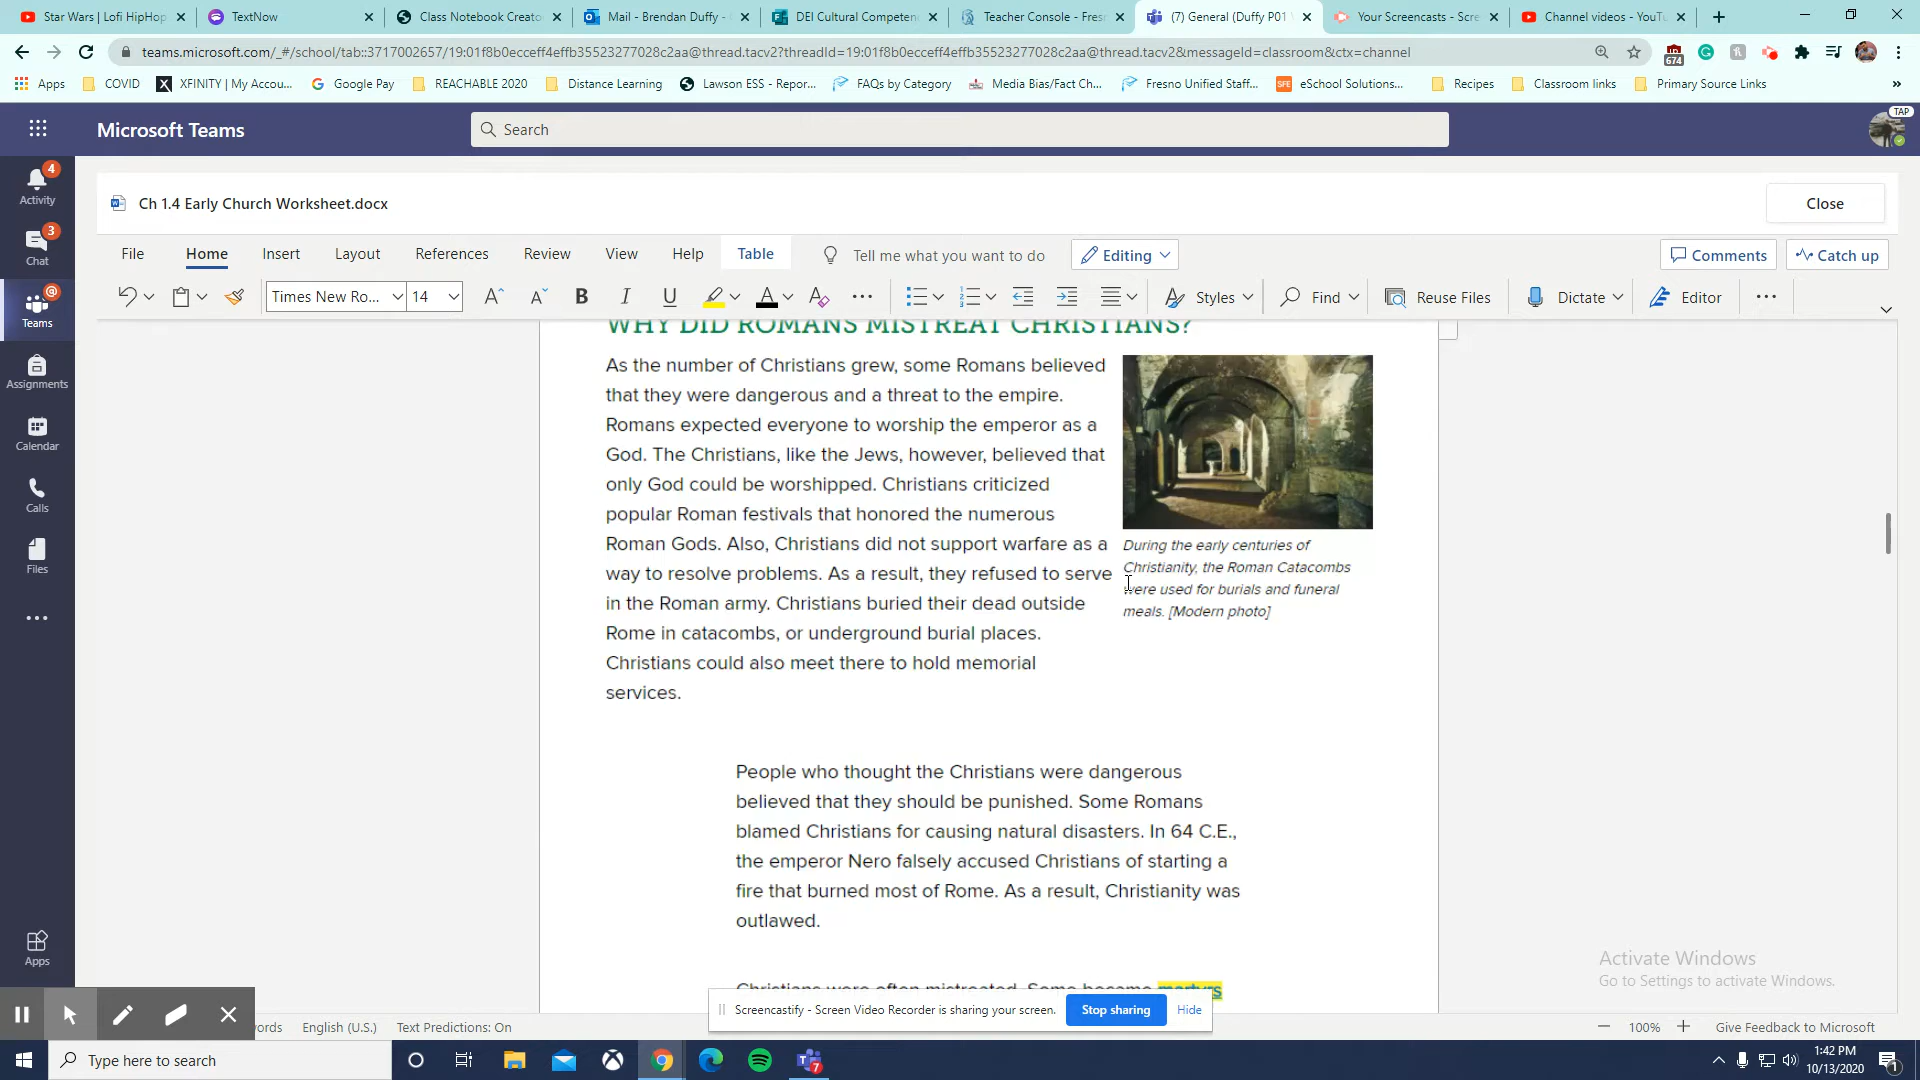 Star Wars | Lofi HipHop
TextNow
Class Notebook Creato
Mail - Brendan Duffy -
DEI Cultural Competen
Teacher Console - Fres
(7) General (Duffy P01
Your Screencasts - Scre
Channel videos - YouTu
teams.microsoft.com/_#/school/tab::3717002657/19:01f8b0ecceff4effb35523277028c2aa@thread.tacv2?threadId=19:01f8b0ecceff4effb35523277028c2aa@thread.tacv2&messageId=classroom&ctx=channel
674
Apps
COVID
XFINITY | My Accou...
Google Pay
REACHABLE 2020
Distance Learning
Lawson ESS - Repor...
FAQs by Category
Media Bias/Fact Ch...
Fresno Unified Staff...
SFE
eSchool Solutions...
Recipes
Classroom links
Primary Source Links
»
Microsoft Teams
Search
TAP
4
Activity
3
Chat
@
Teams
Assignments
Calendar
Calls
Files
Apps
Ch 1.4 Early Church Worksheet.docx
Close
File
Home
Insert
Layout
References
Review
View
Help
Table
Tell me what you want to do
Editing
Comments
Catch up
Times New Ro...
14
B
I
U
Styles
Find
Reuse Files
Dictate
Editor
WHY DID ROMANS MISTREAT CHRISTIANS?
As the number of Christians grew, some Romans believed
that they were dangerous and a threat to the empire.
Romans expected everyone to worship the emperor as a
God. The Christians, like the Jews, however, believed that
only God could be worshipped. Christians criticized
popular Roman festivals that honored the numerous
Roman Gods. Also, Christians did not support warfare as a
way to resolve problems. As a result, they refused to serve
in the Roman army. Christians buried their dead outside
Rome in catacombs, or underground burial places.
Christians could also meet there to hold memorial
services.
During the early centuries of
Christianity, the Roman Catacombs
were used for burials and funeral
meals. [Modern photo]
People who thought the Christians were dangerous
believed that they should be punished. Some Romans
blamed Christians for causing natural disasters. In 64 C.E.,
the emperor Nero falsely accused Christians of starting a
fire that burned most of Rome. As a result, Christianity was
outlawed.
Christians were often mistreated. Some became martyrs
Activate Windows
Go to Settings to activate Windows.
Screencastify - Screen Video Recorder is sharing your screen.
Stop sharing
Hide
ords
English (U.S.)
Text Predictions: On
100%
Give Feedback to Microsoft
Type here to search
7
1:42 PM
10/13/2020
1